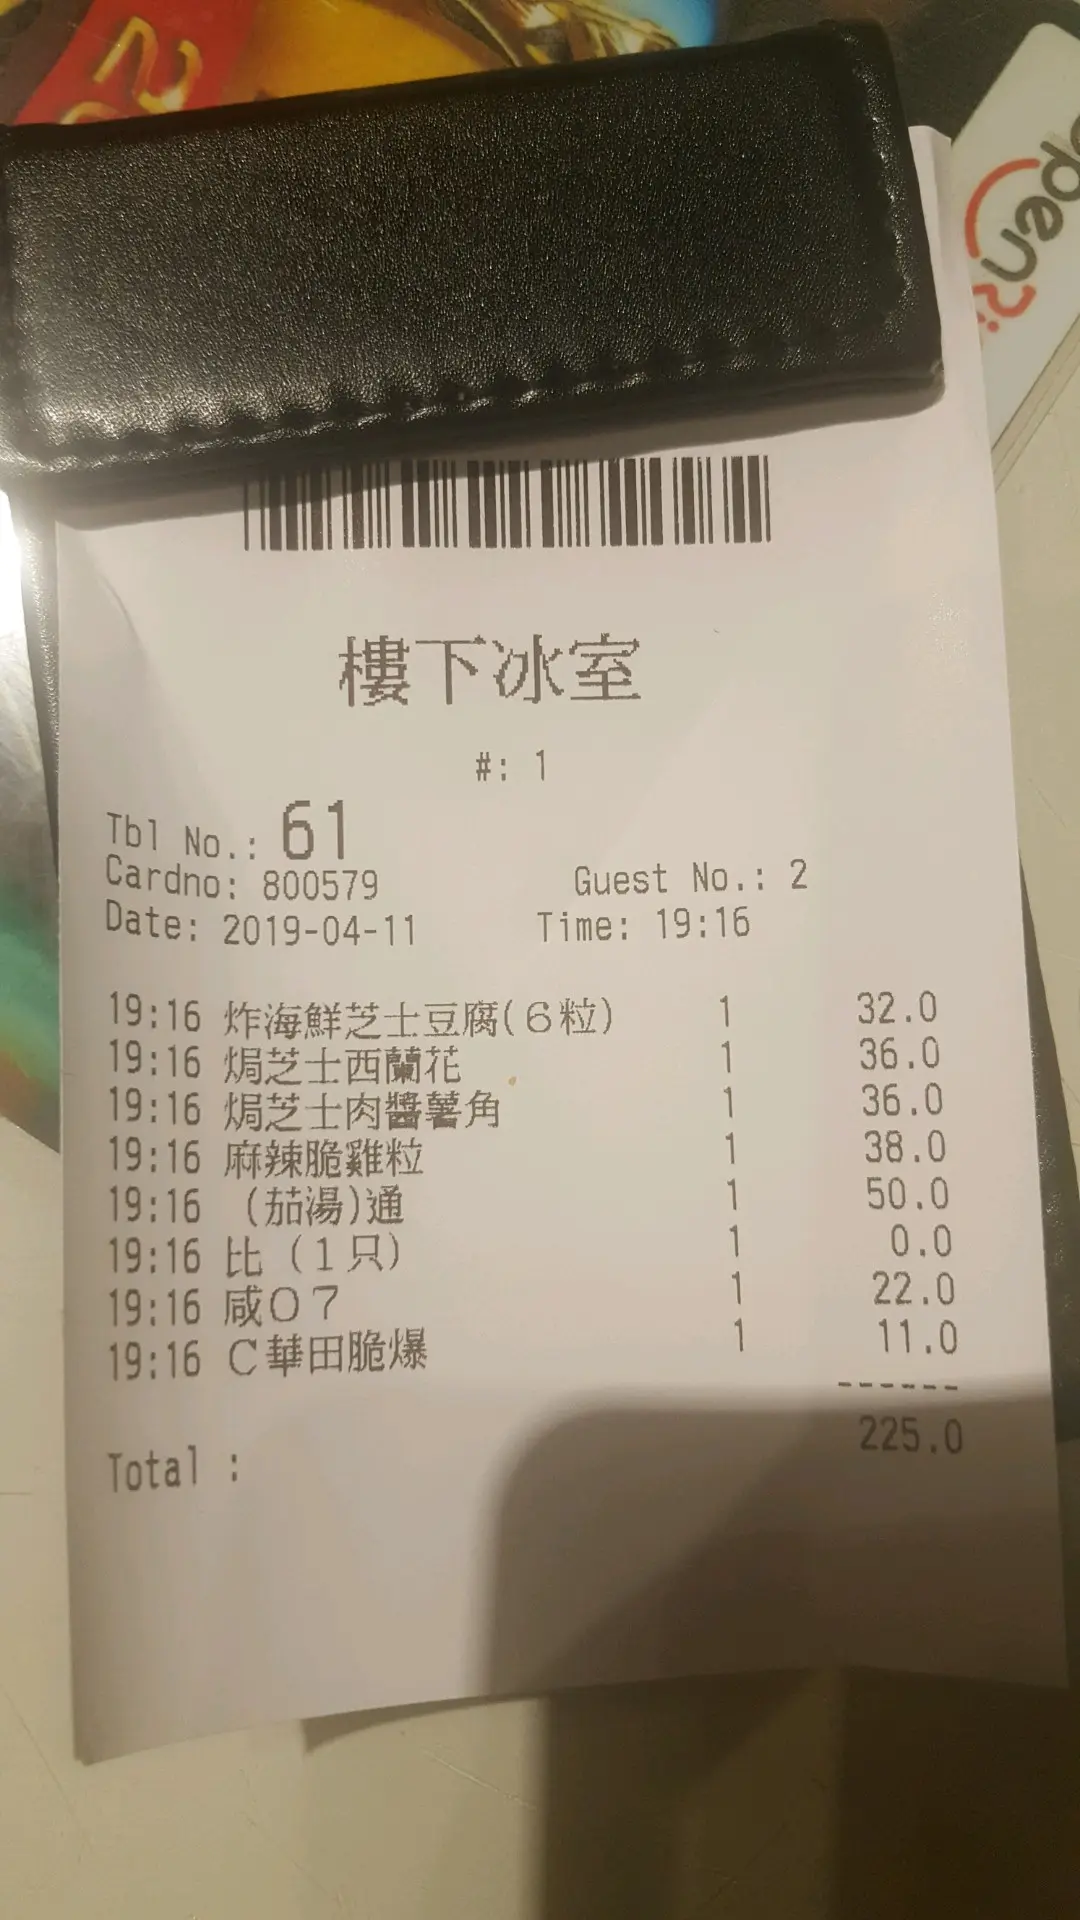 樓下冰室
#: 1
Tbl No.: 61
Cardno: 800579 Guest No.: 2
Date: 2019-04-11 Time: 19:16
19:16 炸海鮮芝士豆腐(６粒) 1 32.0
19:16 焗芝士西蘭花 1 36.0
19:16 焗芝士肉醬薯角 1 36.0
19:16 麻辣脆雞粒 1 38.0
19:16 (茄湯)通 1 50.0
19:16 比 (１只) 1 0.0
19:16 咸Ｏ７ 1 22.0
19:16 Ｃ華田脆爆 1 11.0
------
225.0
Total :